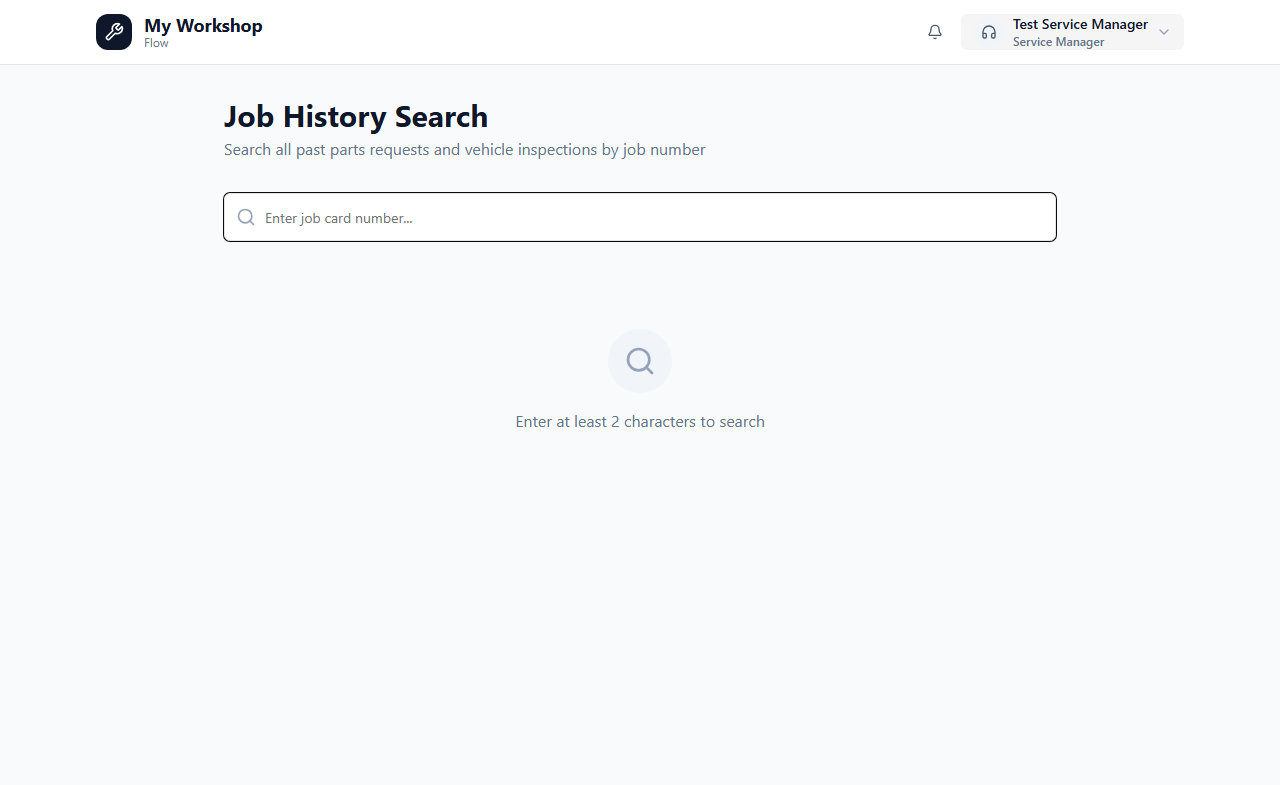 My Workshop
Flow
Test Service Manager
Service Manager
Job History Search
Search all past parts requests and vehicle inspections by job number
Enter job card number...
Enter at least 2 characters to search